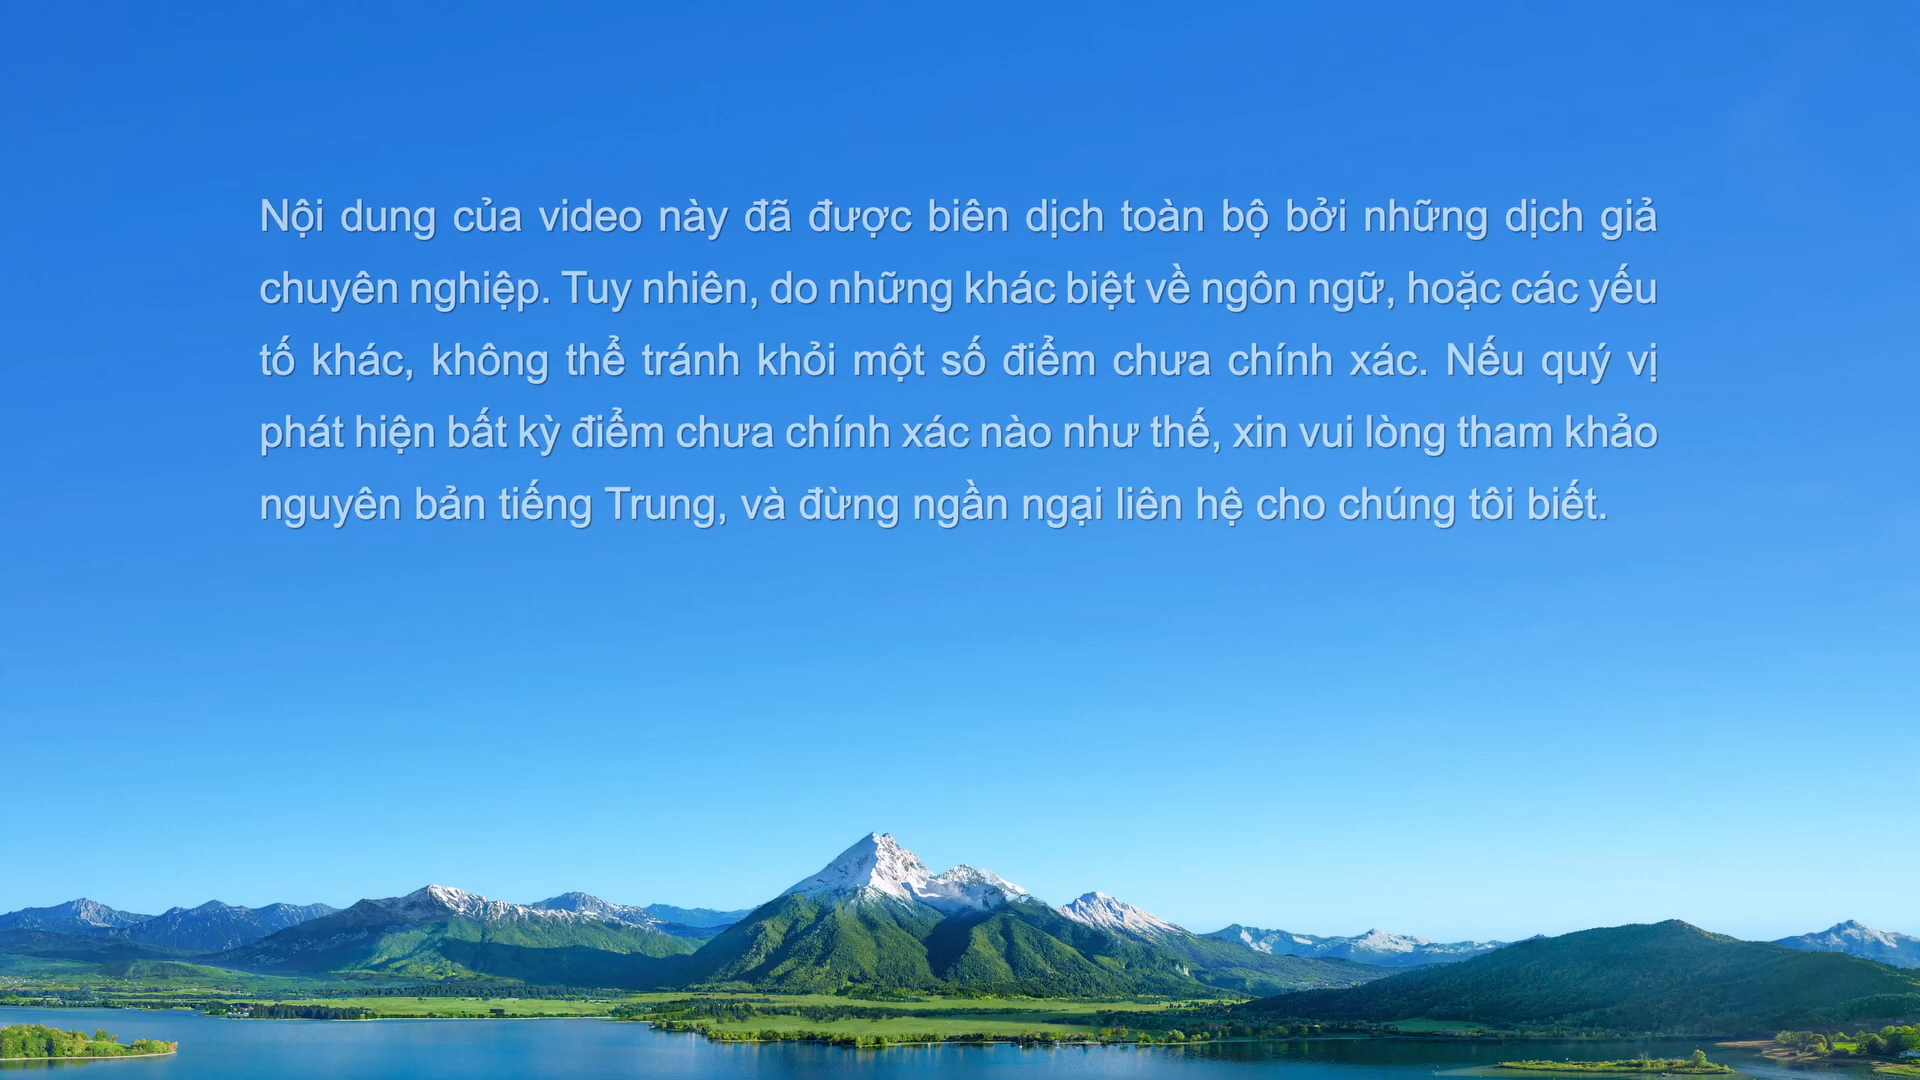 Nội dung của video này đã được biên dịch toàn bộ bởi những dịch giả
chuyên nghiệp. Tuy nhiên, do những khác biệt về ngôn ngữ, hoặc các yếu
tố khác, không thể tránh khỏi một số điểm chưa chính xác. Nếu quý vị
phát hiện bất kỳ điểm chưa chính xác nào như thế, xin vui lòng tham khảo
nguyên bản tiếng Trung, và đừng ngần ngại liên hệ cho chúng tôi biết.